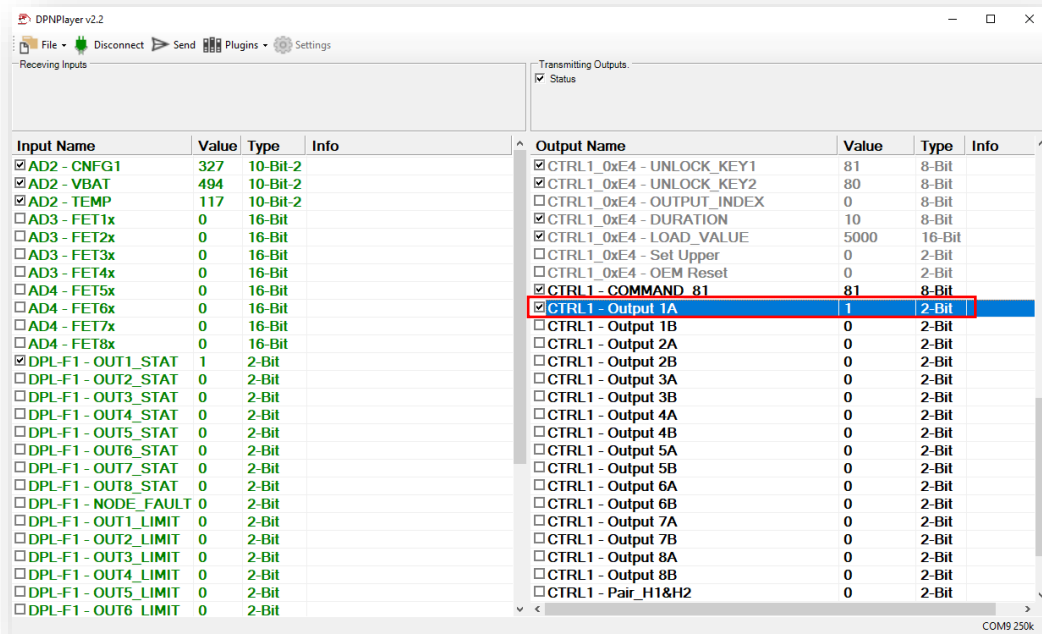 DPNPlayer v2.2
File Disconnect Send Plugins Settings
Receving Inputs
Transmitting Outputs.
Status
Input Name Value Type Info
AD2 - CNFG1 327 10-Bit-2
AD2 - VBAT 494 10-Bit-2
AD2 - TEMP 117 10-Bit-2
AD3 - FET1x 0 16-Bit
AD3 - FET2x 0 16-Bit
AD3 - FET3x 0 16-Bit
AD3 - FET4x 0 16-Bit
AD4 - FET5x 0 16-Bit
AD4 - FET6x 0 16-Bit
AD4 - FET7x 0 16-Bit
AD4 - FET8x 0 16-Bit
DPL-F1 - OUT1_STAT 1 2-Bit
DPL-F1 - OUT2_STAT 0 2-Bit
DPL-F1 - OUT3_STAT 0 2-Bit
DPL-F1 - OUT4_STAT 0 2-Bit
DPL-F1 - OUT5_STAT 0 2-Bit
DPL-F1 - OUT6_STAT 0 2-Bit
DPL-F1 - OUT7_STAT 0 2-Bit
DPL-F1 - OUT8_STAT 0 2-Bit
DPL-F1 - NODE_FAULT 0 2-Bit
DPL-F1 - OUT1_LIMIT 0 2-Bit
DPL-F1 - OUT2_LIMIT 0 2-Bit
DPL-F1 - OUT3_LIMIT 0 2-Bit
DPL-F1 - OUT4_LIMIT 0 2-Bit
DPL-F1 - OUT5_LIMIT 0 2-Bit
DPL-F1 - OUT6_LIMIT 0 2-Bit
Output Name Value Type Info
CTRL1_0xE4 - UNLOCK_KEY1 81 8-Bit
CTRL1_0xE4 - UNLOCK_KEY2 80 8-Bit
CTRL1_0xE4 - OUTPUT_INDEX 0 8-Bit
CTRL1_0xE4 - DURATION 10 8-Bit
CTRL1_0xE4 - LOAD_VALUE 5000 16-Bit
CTRL1_0xE4 - Set Upper 0 2-Bit
CTRL1_0xE4 - OEM Reset 0 2-Bit
CTRL1 - COMMAND_81 81 8-Bit
CTRL1 - Output 1A 1 2-Bit
CTRL1 - Output 1B 0 2-Bit
CTRL1 - Output 2A 0 2-Bit
CTRL1 - Output 2B 0 2-Bit
CTRL1 - Output 3A 0 2-Bit
CTRL1 - Output 3B 0 2-Bit
CTRL1 - Output 4A 0 2-Bit
CTRL1 - Output 4B 0 2-Bit
CTRL1 - Output 5A 0 2-Bit
CTRL1 - Output 5B 0 2-Bit
CTRL1 - Output 6A 0 2-Bit
CTRL1 - Output 6B 0 2-Bit
CTRL1 - Output 7A 0 2-Bit
CTRL1 - Output 7B 0 2-Bit
CTRL1 - Output 8A 0 2-Bit
CTRL1 - Output 8B 0 2-Bit
CTRL1 - Pair_H1&H2 0 2-Bit
COM9 250k